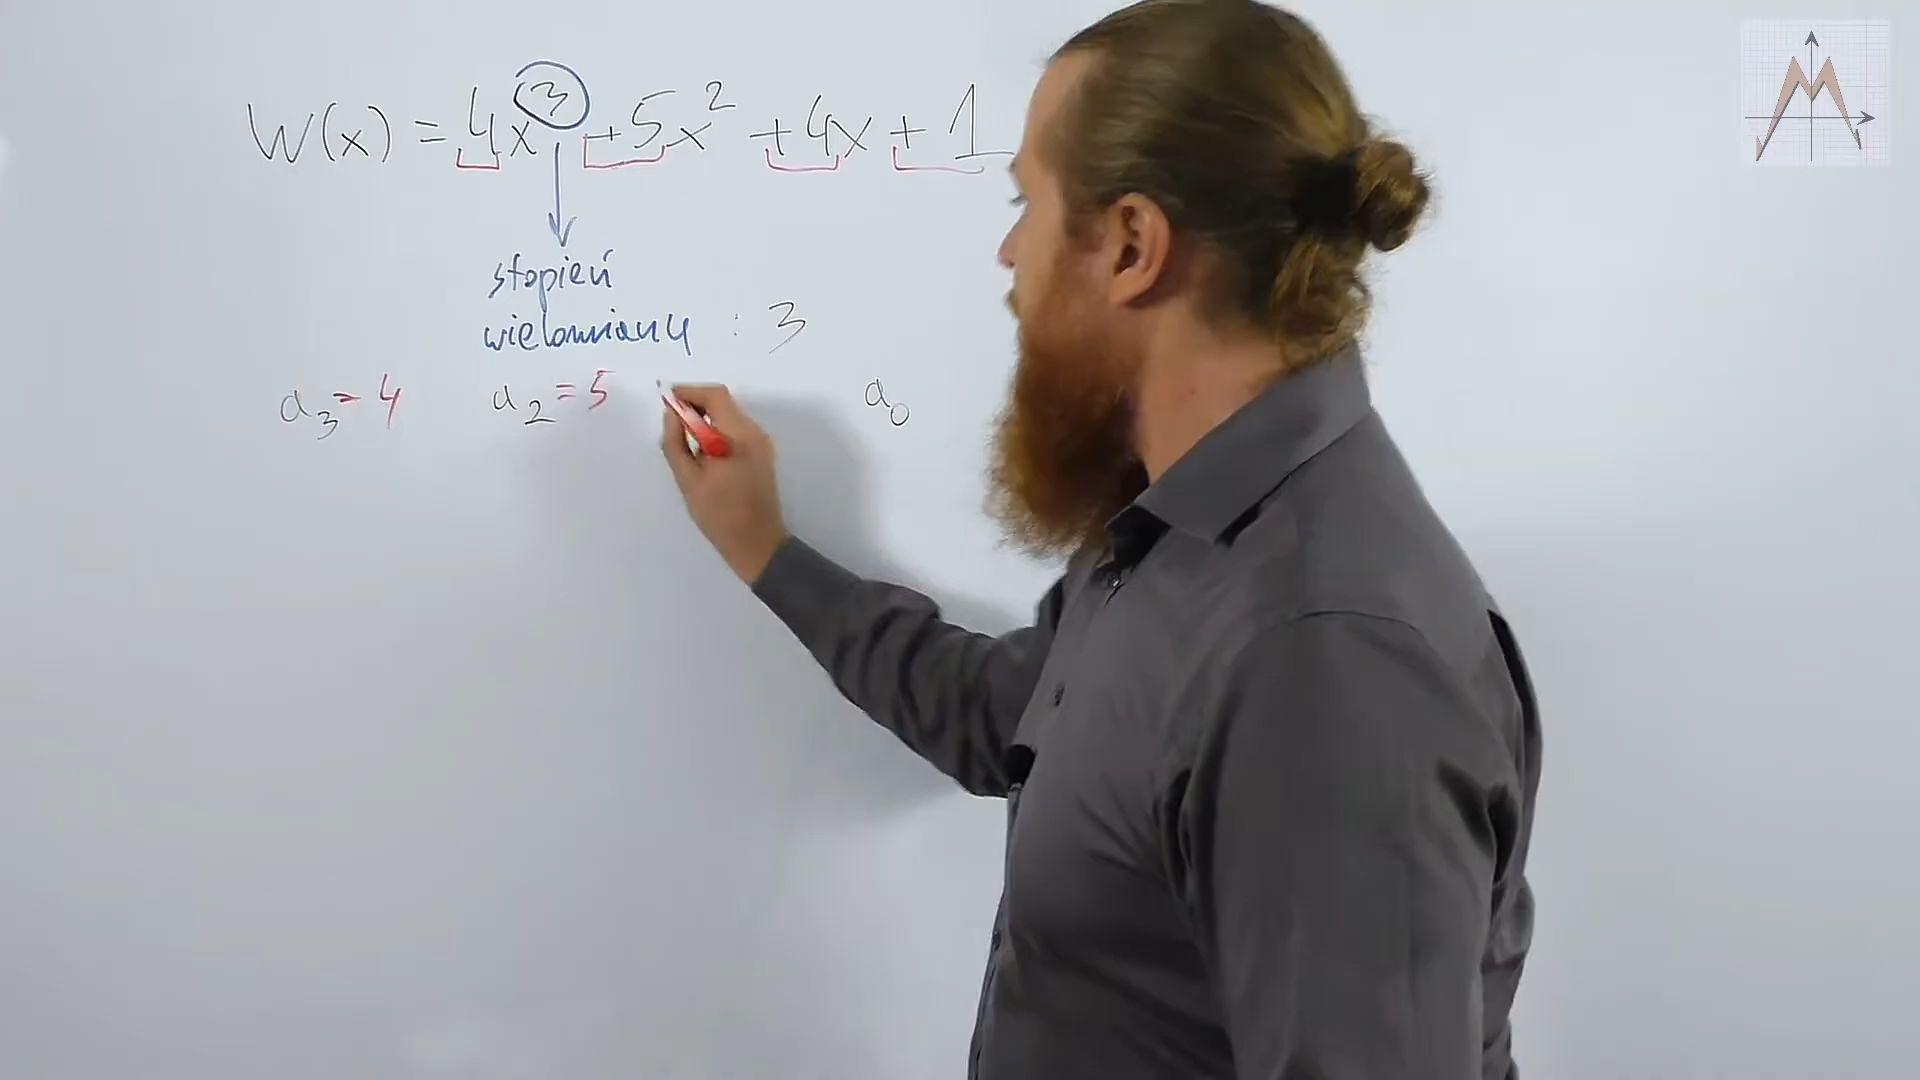 W(x) = 4x³ + 5x² + 4x + 1
stopień
wielomianu : 3
a₃ = 4 a₂ = 5 a₀